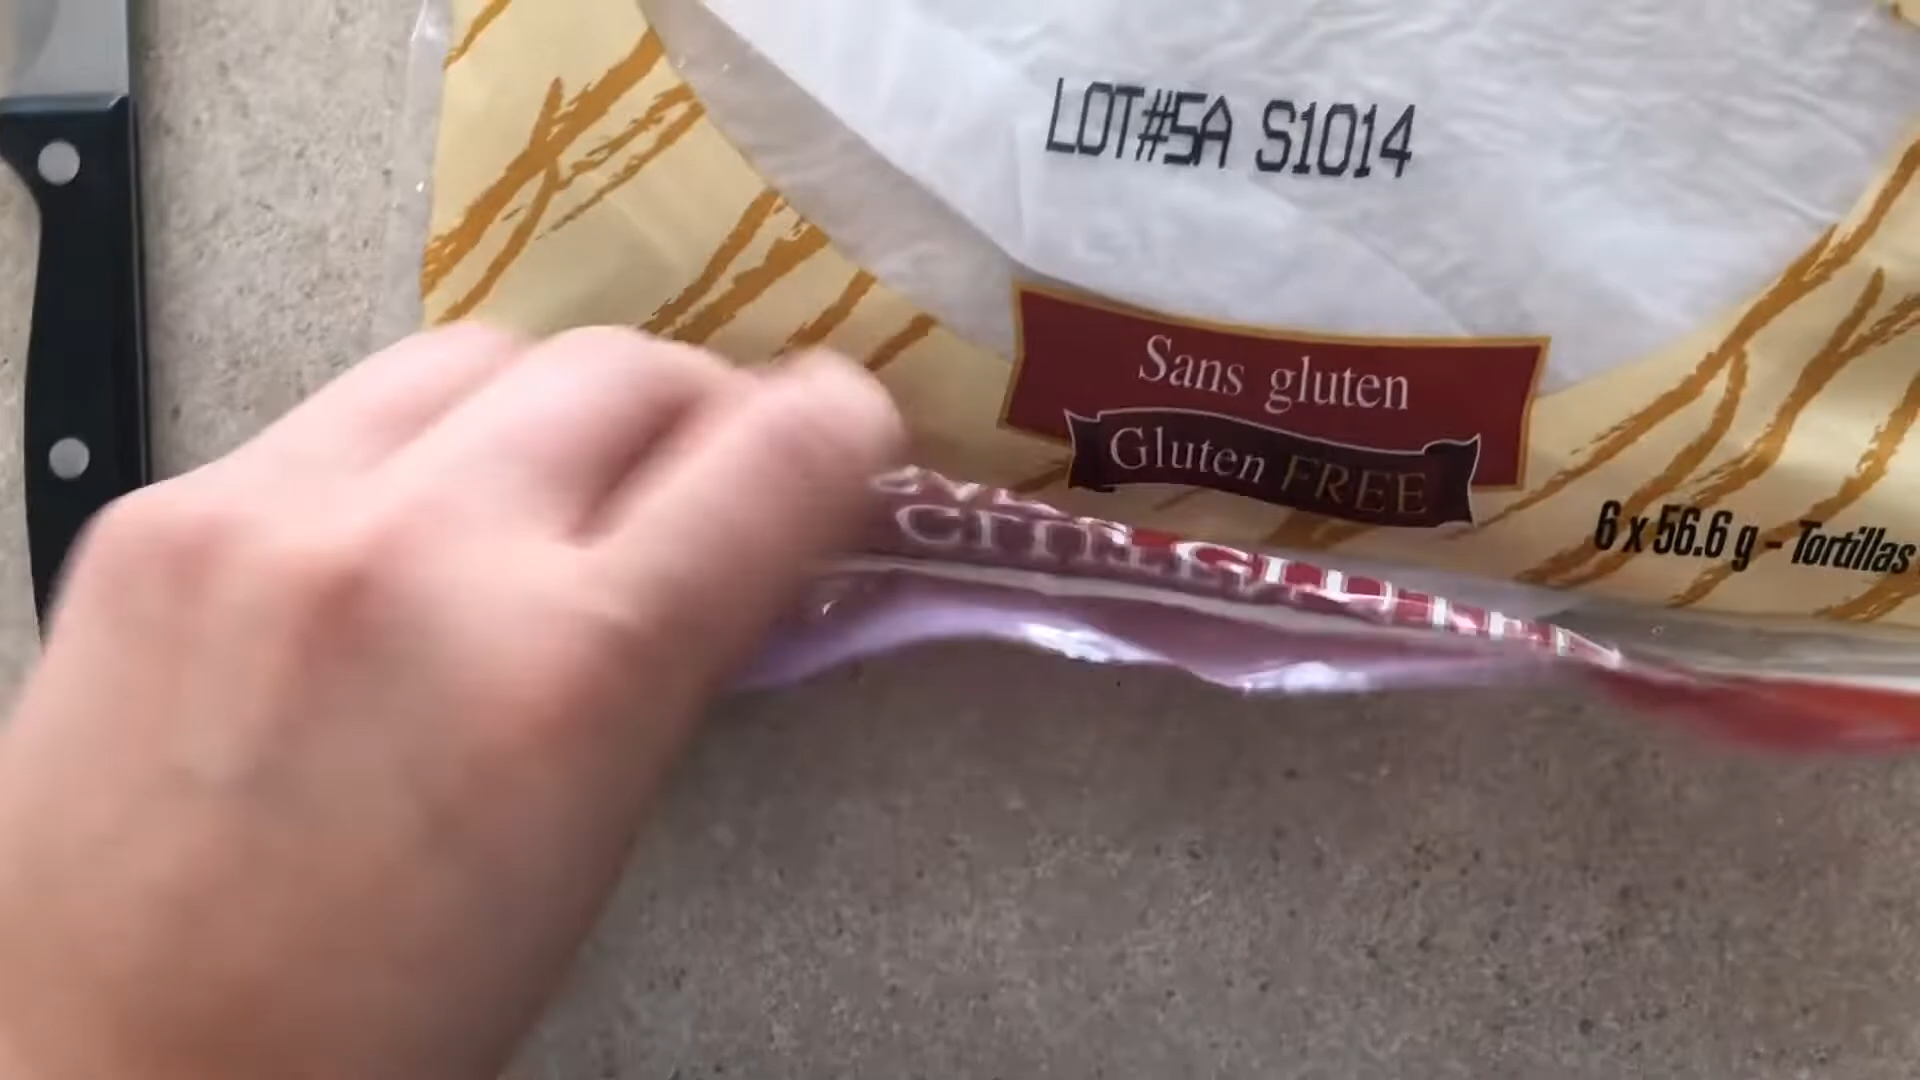 LOT#5A S1014
Sans gluten
Gluten FREE
6 x 56.6 g - Tortillas